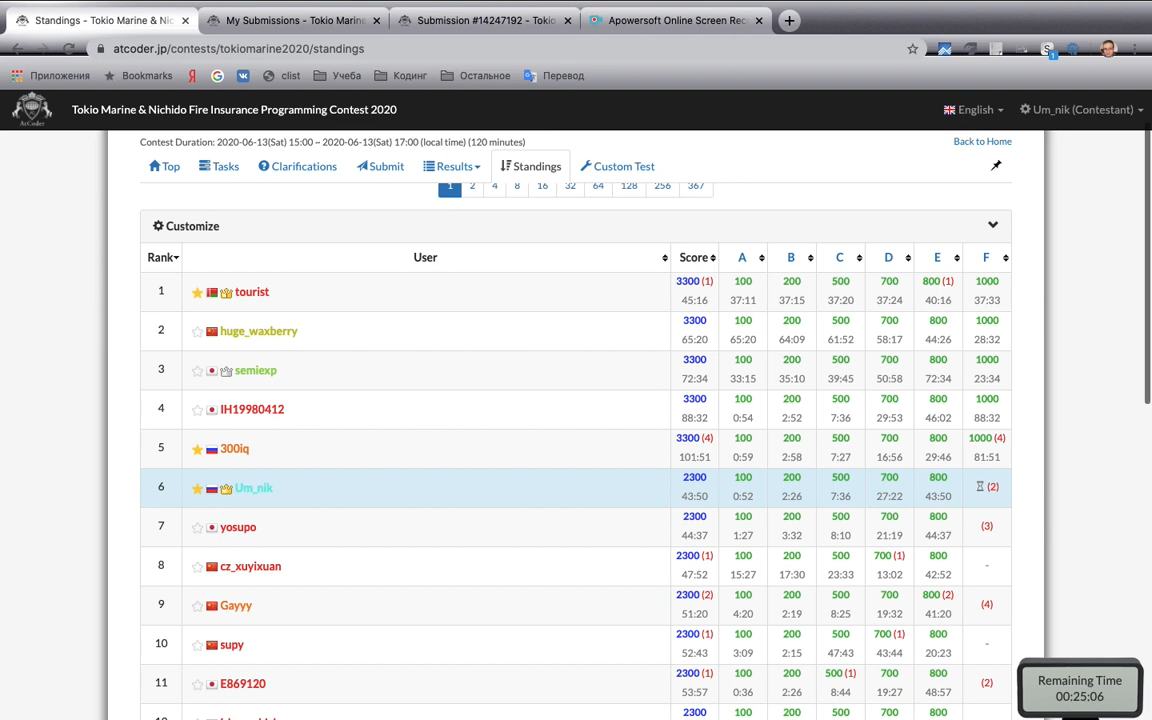 Standings - Tokio Marine & Nic
My Submissions - Tokio Marine
Submission #14247192 - Tokio
Apowersoft Online Screen Rec
atcoder.jp/contests/tokiomarine2020/standings
Приложения Bookmarks clist Учеба Кодинг Остальное Перевод
Tokio Marine & Nichido Fire Insurance Programming Contest 2020
English
Um_nik (Contestant)
Contest Duration: 2020-06-13(Sat) 15:00 ~ 2020-06-13(Sat) 17:00 (local time) (120 minutes)
Back to Home
Top Tasks Clarifications Submit Results Standings Custom Test
1 2 4 8 16 32 64 128 256 367
Customize
Rank User Score A B C D E F
1 tourist 3300 (1) 100 200 500 700 800 (1) 1000
45:16 37:11 37:15 37:20 37:24 40:16 37:33
2 huge_waxberry 3300 100 200 500 700 800 1000
65:20 65:20 64:09 61:52 58:17 44:26 28:32
3 semiexp 3300 100 200 500 700 800 1000
72:34 33:15 35:10 39:45 50:58 72:34 23:34
4 IH19980412 3300 100 200 500 700 800 1000
88:32 0:54 2:52 7:36 29:53 46:02 88:32
5 300iq 3300 (4) 100 200 500 700 800 1000 (4)
101:51 0:59 2:58 7:27 16:56 29:46 81:51
6 Um_nik 2300 100 200 500 700 800 (2)
43:50 0:52 2:26 7:36 27:22 43:50
7 yosupo 2300 100 200 500 700 800 (3)
44:37 1:27 3:32 8:10 21:19 44:37
8 cz_xuyixuan 2300 (1) 100 200 500 700 (1) 800 -
47:52 15:27 17:30 23:33 13:02 42:52
9 Gayyy 2300 (2) 100 200 500 700 800 (2) (4)
51:20 4:20 2:19 8:25 19:32 41:20
10 supy 2300 (1) 100 200 500 700 (1) 800 -
52:43 3:09 2:15 47:43 43:44 20:23
11 E869120 2300 (1) 100 200 500 (1) 700 800 (2)
53:57 0:36 2:26 8:44 19:27 48:57
2300 100 200 500 700 800
Remaining Time
00:25:06